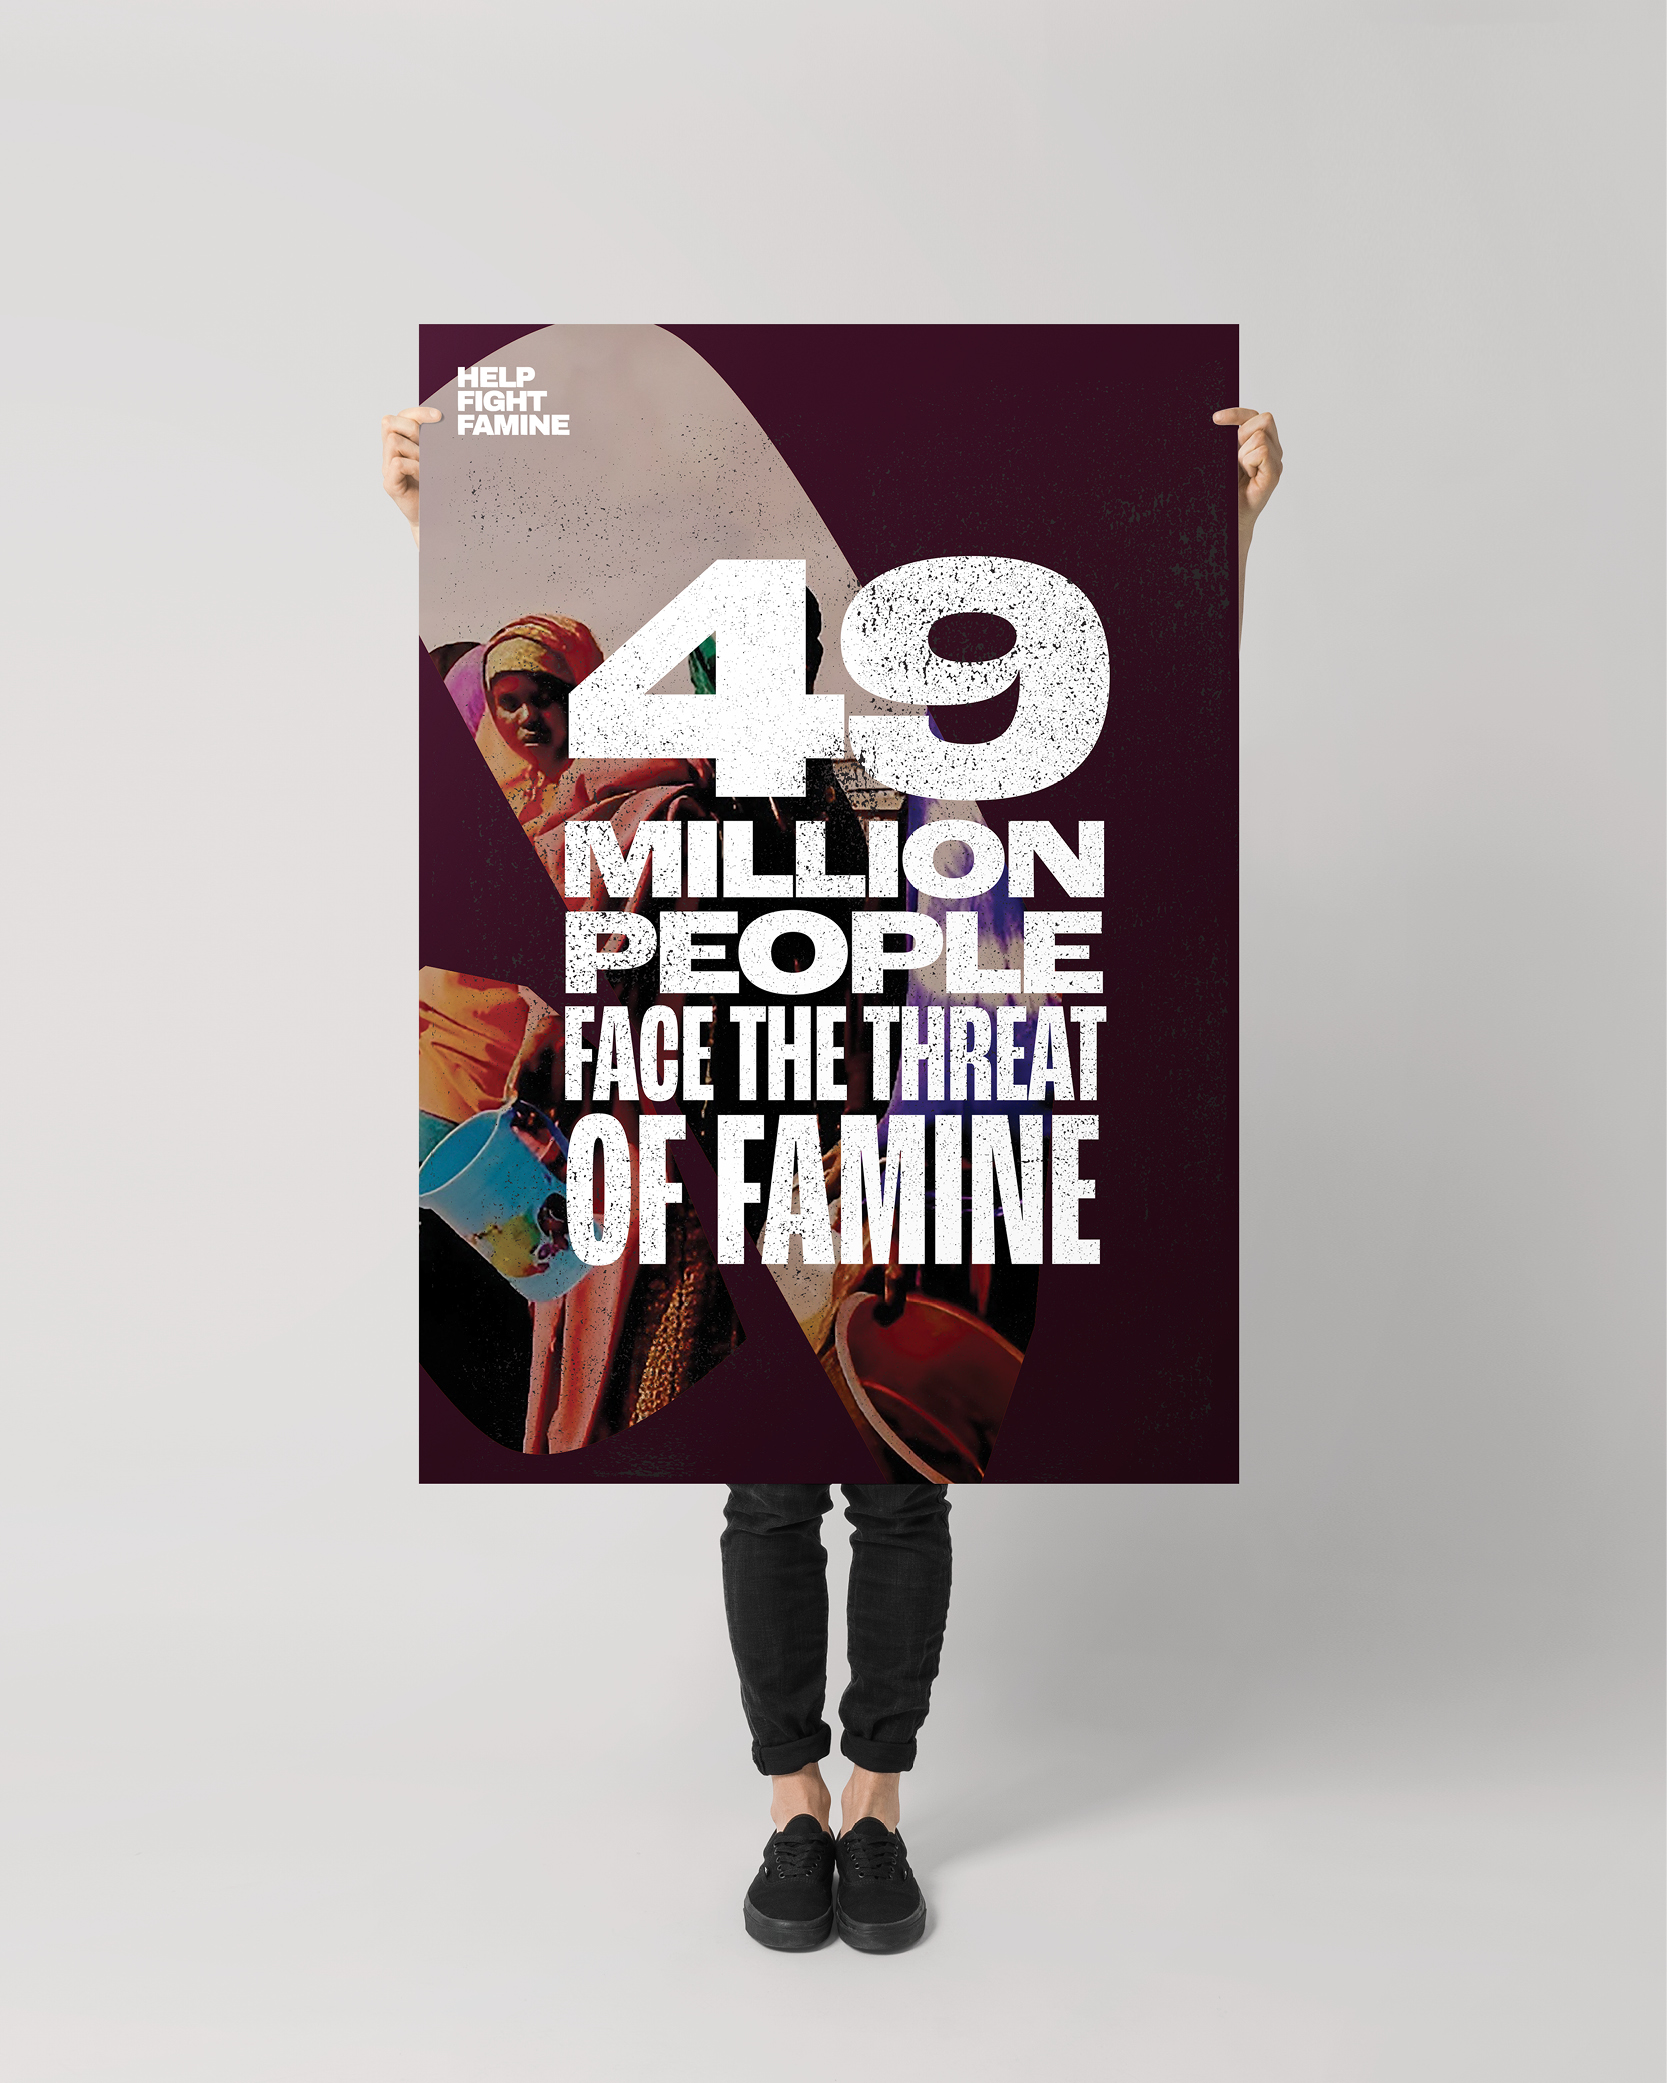 HELP
FIGHT
FAMINE
49
MILLION
PEOPLE
FACE THE THREAT
OF FAMINE